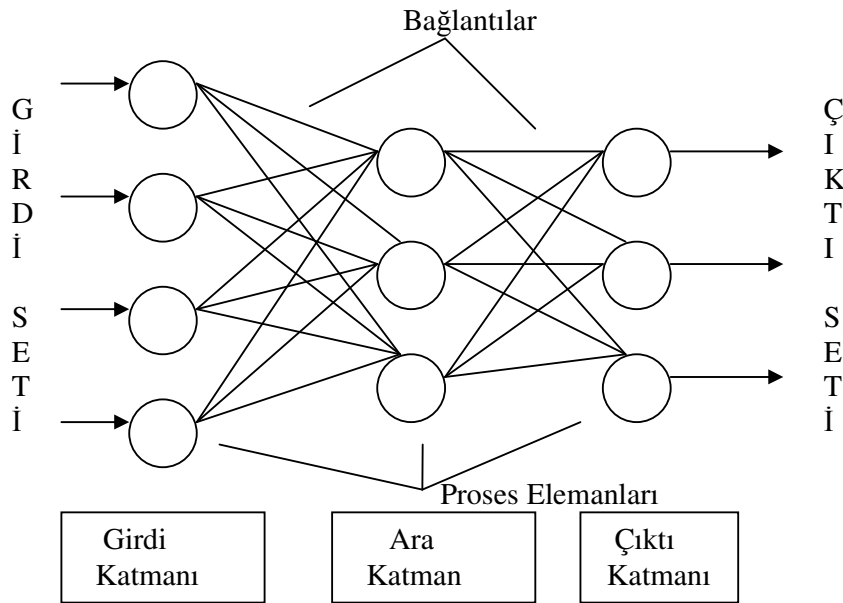 Bağlantılar
G
İ
R
D
İ
S
E
T
İ
Ç
I
K
T
I
S
E
T
İ
Proses Elemanları
Girdi
Katmanı
Ara
Katman
Çıktı
Katmanı